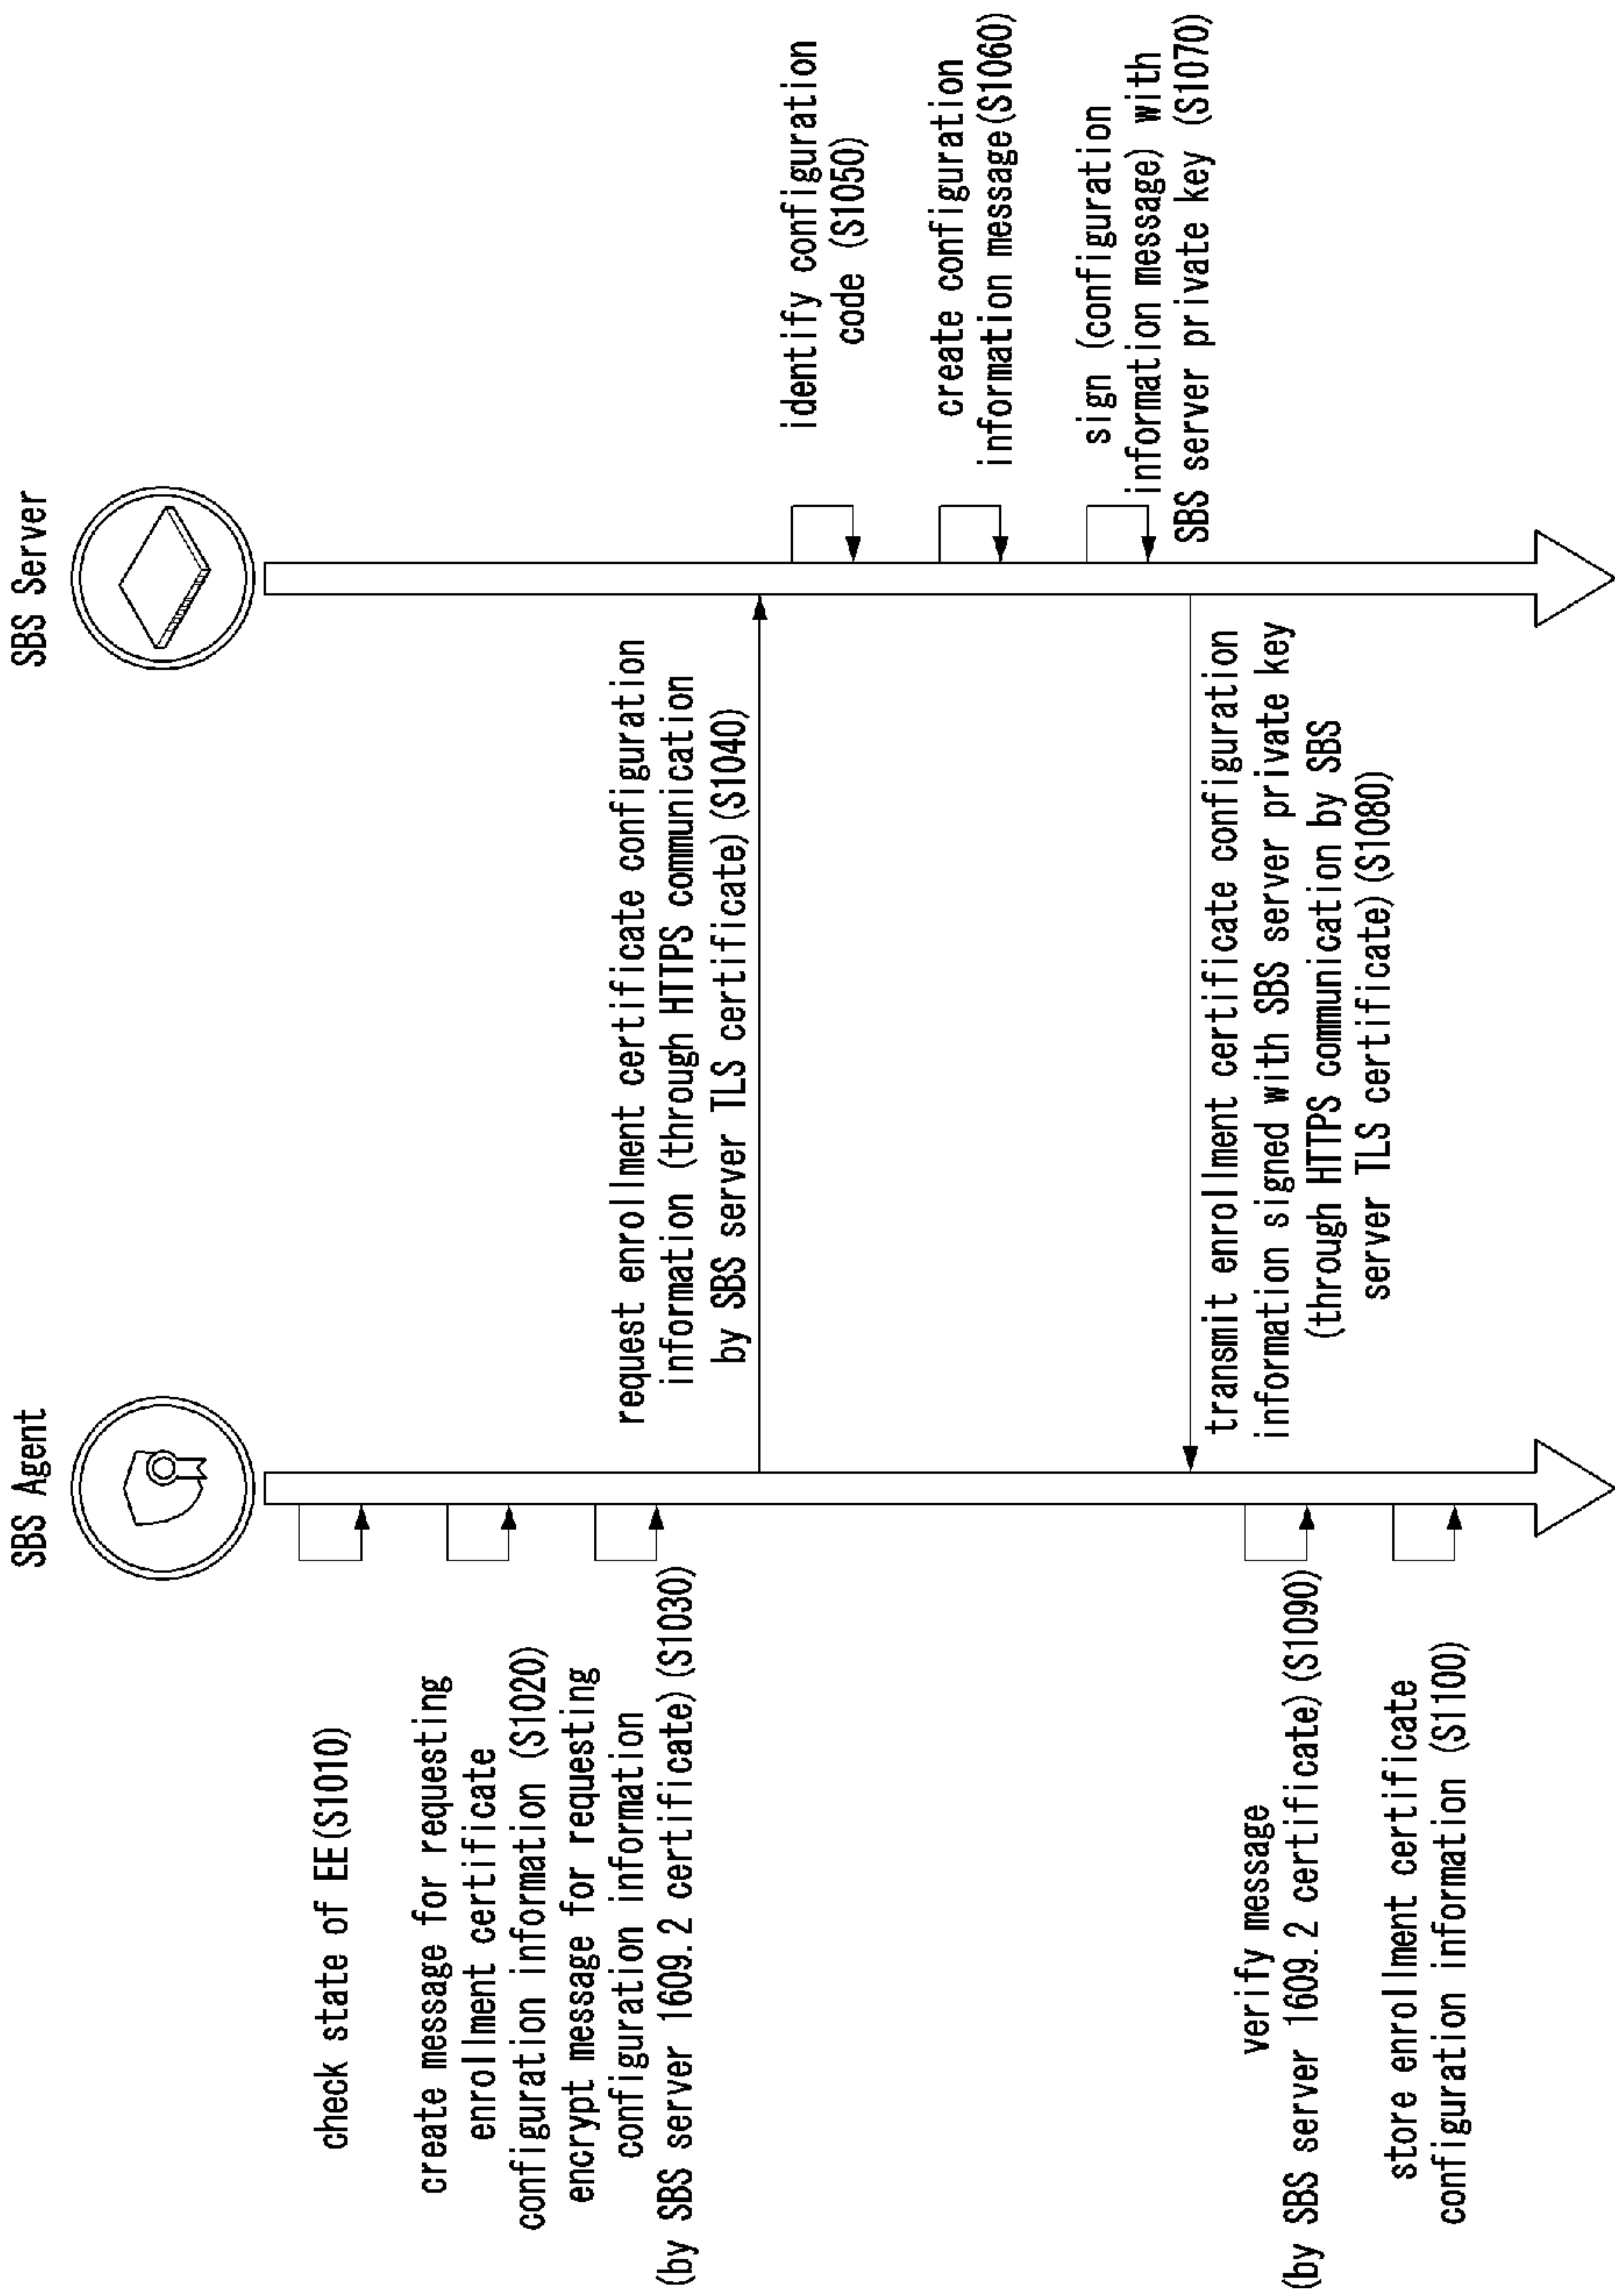 SBS Agent
SBS Server
check state of EE(S1010)
create message for requesting
enrollment certificate
configuration information (S1020)
encrypt message for requesting
configuration information
(by SBS server 1609.2 certificate)(S1030)
request enrollment certificate configuration
information (through HTTPS communication
by SBS server TLS certificate)(S1040)
identify configuration
code (S1050)
create configuration
information message(S1060)
sign (configuration
information message) with
SBS server private key (S1070)
transmit enrollment certificate configuration
information signed with SBS server private key
(through HTTPS communication by SBS
server TLS certificate)(S1080)
verify message
(by SBS server 1609.2 certificate)(S1090)
store enrollment certificate
configuration information (S1100)